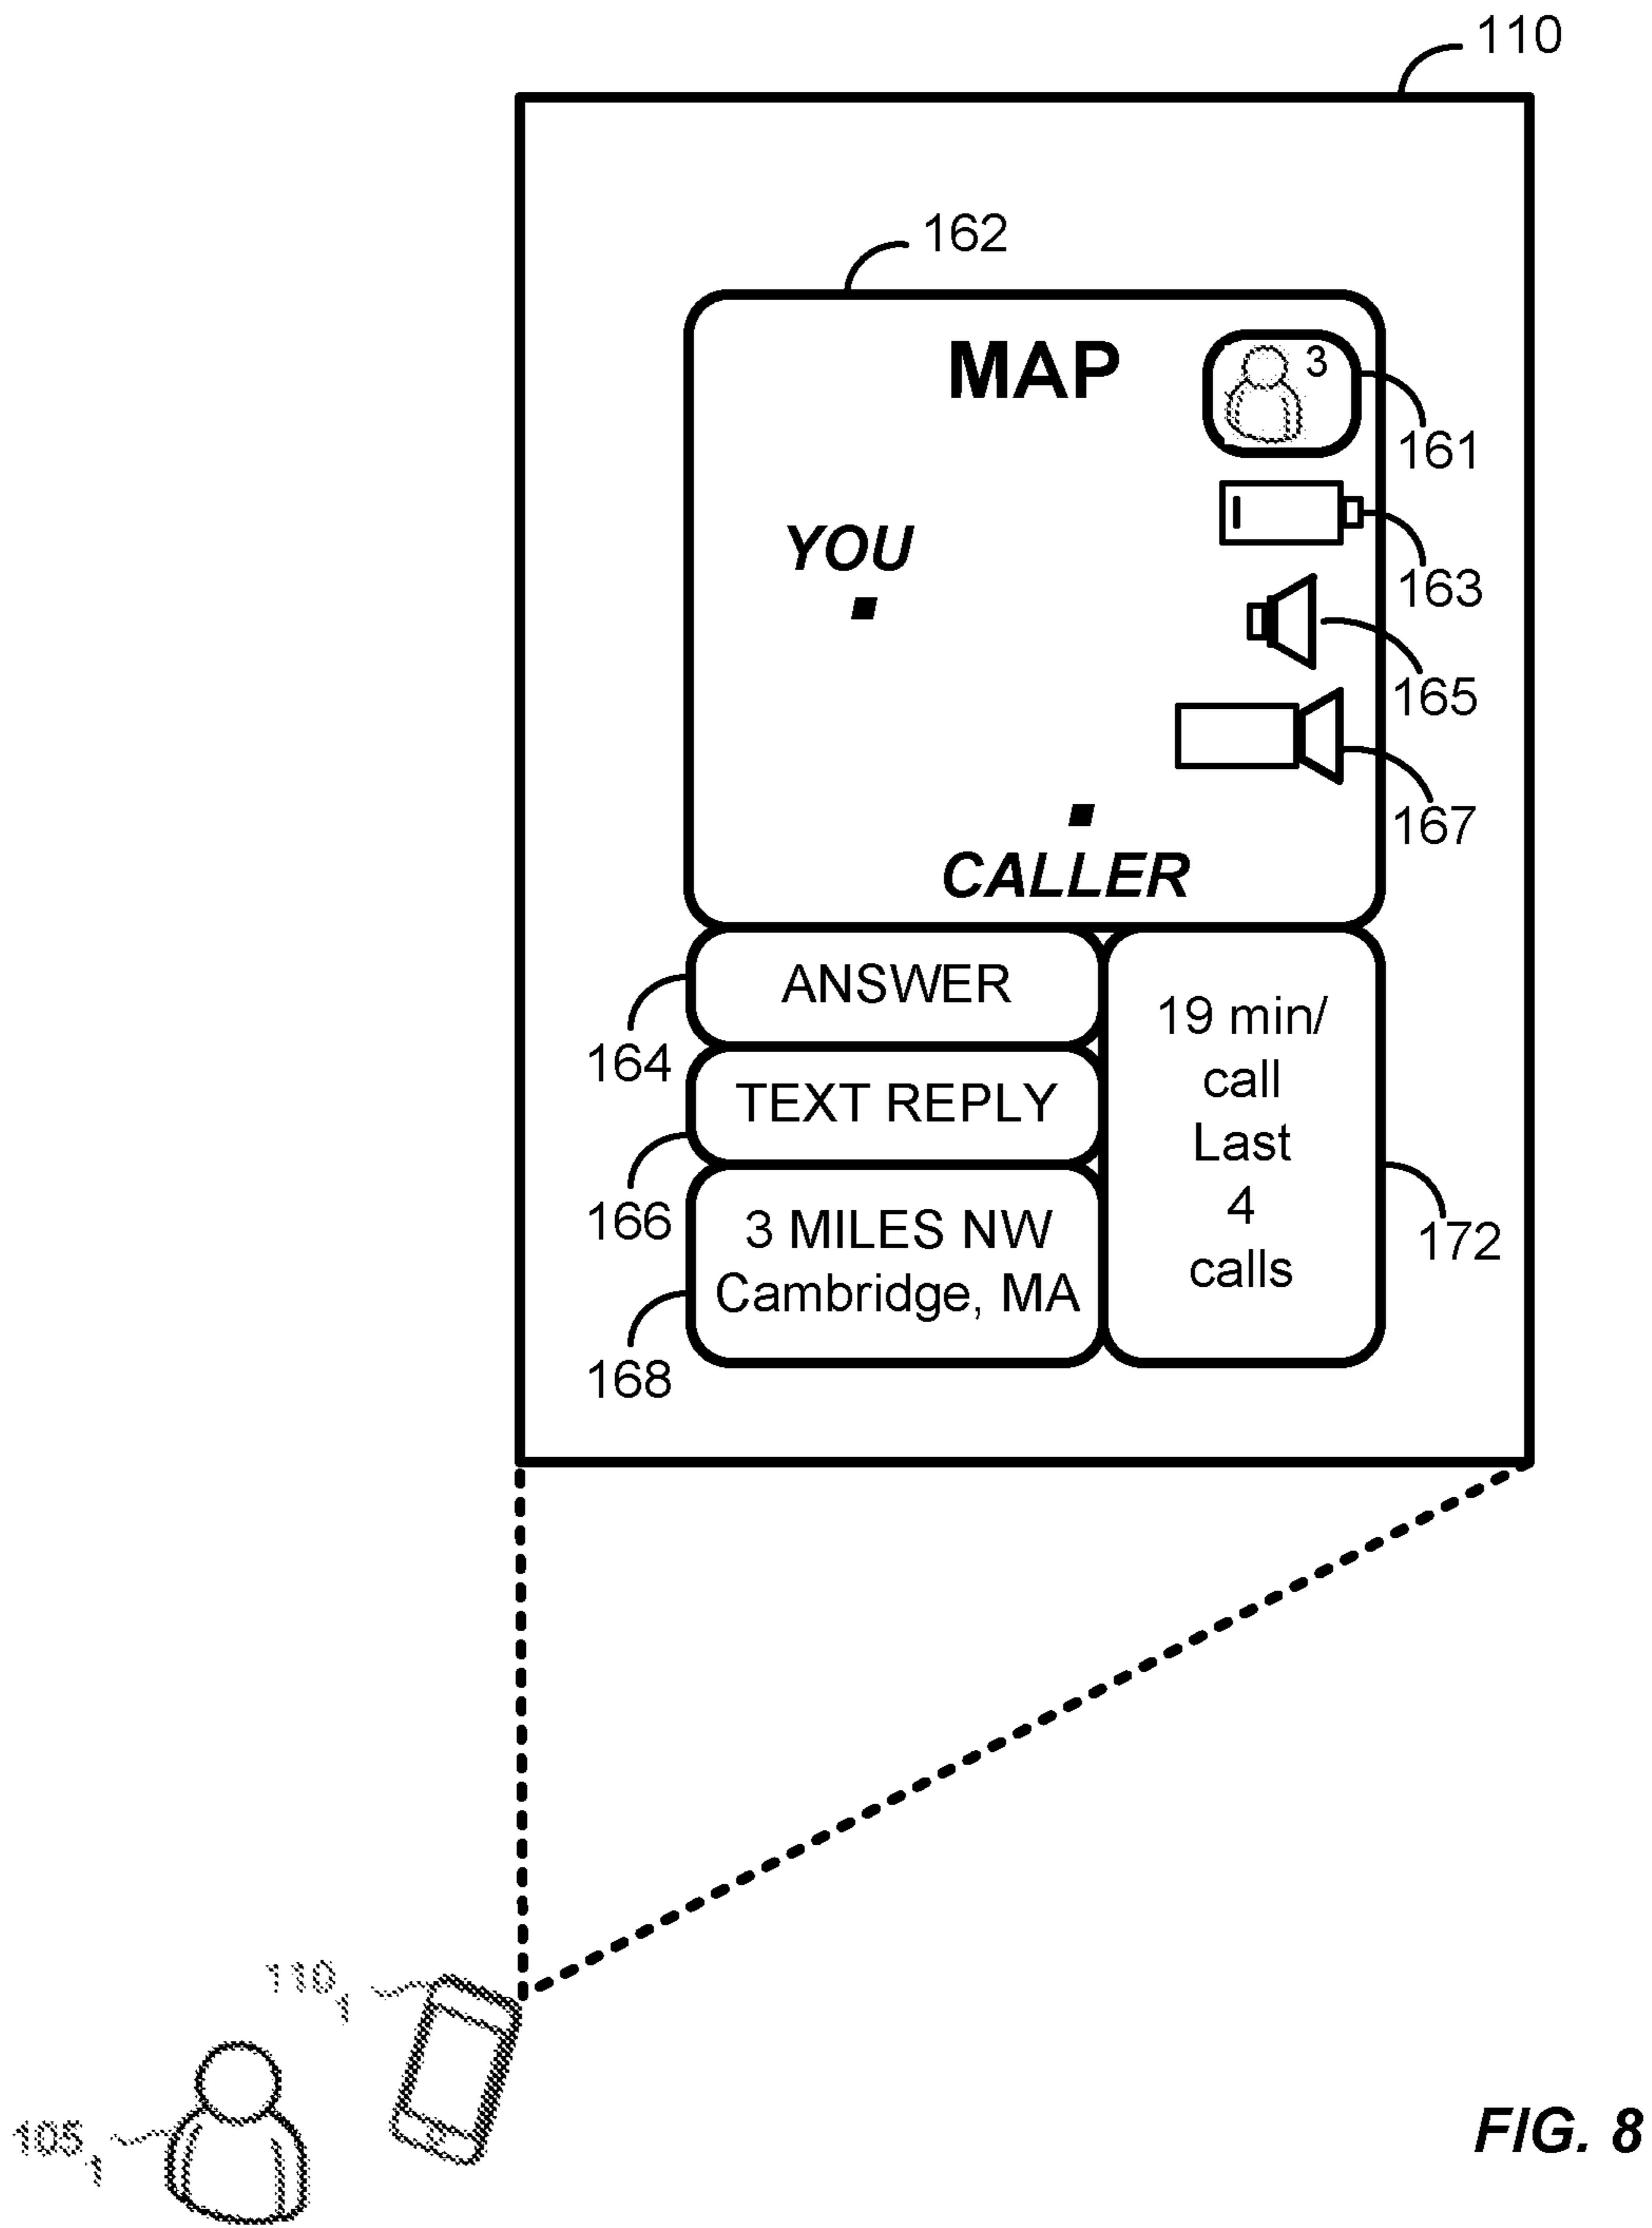 110
162
MAP
3
161
YOU
163
165
167
CALLER
ANSWER
164
TEXT REPLY
166
3 MILES NW
Cambridge, MA
168
19 min/
call
Last
4
calls
172
110
1
105
1
FIG. 8